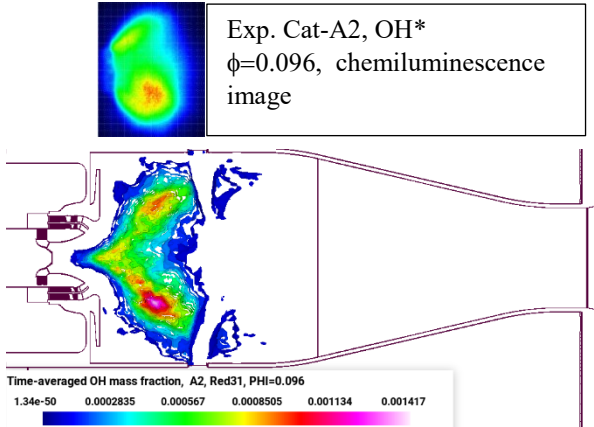 Exp. Cat-A2, OH*
ϕ=0.096, chemiluminescence
image
Time-averaged OH mass fraction, A2, Red31, PHI=0.096
1.34e-50 0.0002835 0.000567 0.0008505 0.001134 0.001417